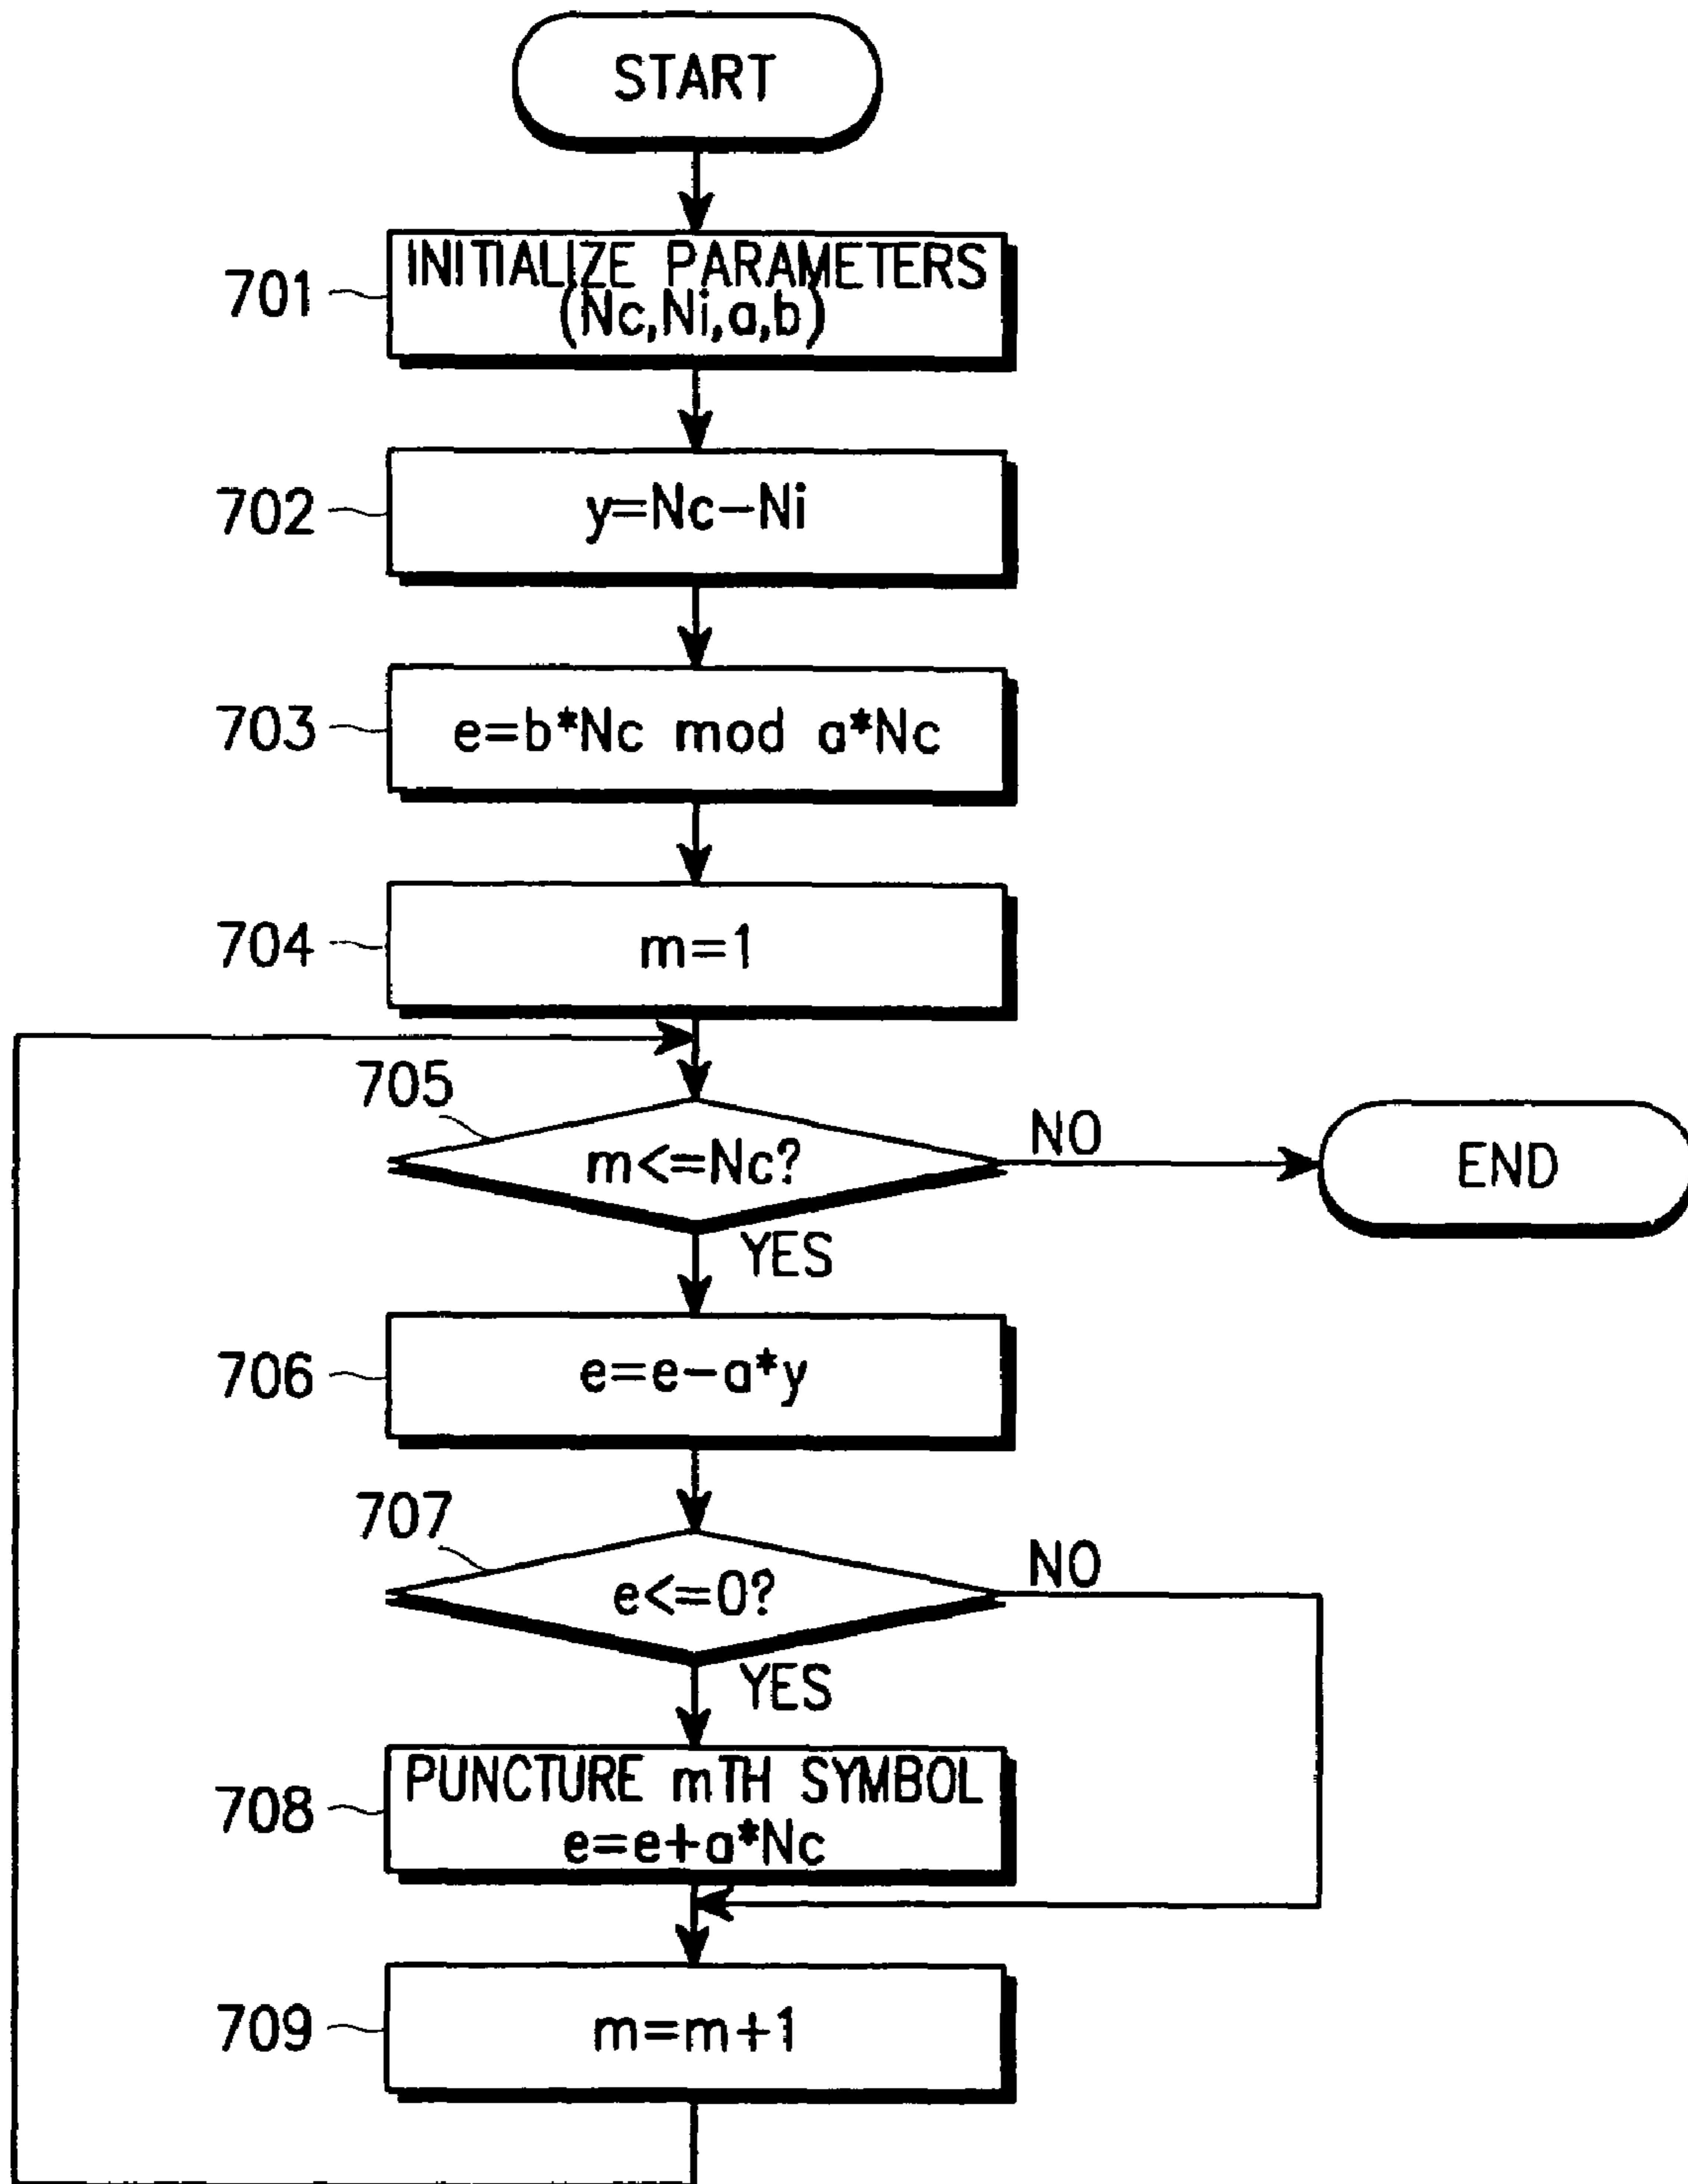 START
701
INITIALIZE PARAMETERS
(Nc,Ni,a,b)
702
y=Nc-Ni
703
e=b*Nc mod a*Nc
704
m=1
705
m<=Nc?
NO
END
YES
706
e=e-a*y
707
e<=0?
NO
YES
708
PUNCTURE mTH SYMBOL
e=e+a*Nc
709
m=m+1